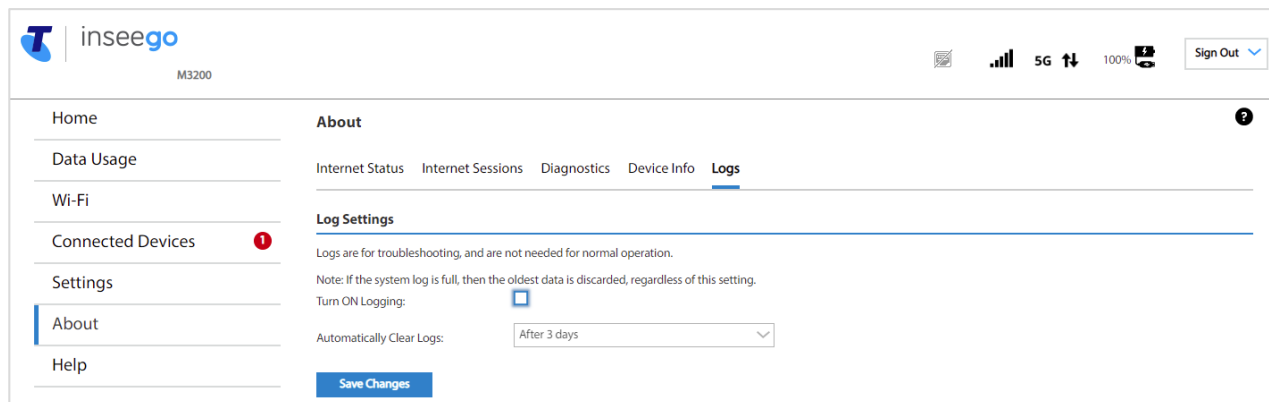 inseego
M3200
5G
100%
Sign Out
Home
Data Usage
Wi-Fi
Connected Devices
1
Settings
About
Help
About
?
Internet Status Internet Sessions Diagnostics Device Info Logs
Log Settings
Logs are for troubleshooting, and are not needed for normal operation.
Note: If the system log is full, then the oldest data is discarded, regardless of this setting.
Turn ON Logging:
Automatically Clear Logs: After 3 days
Save Changes